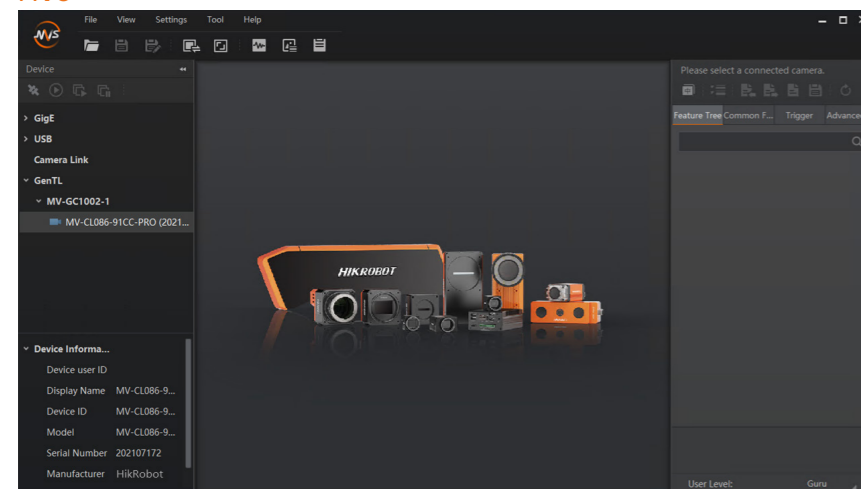 MVS
File View Settings Tool Help
Device
Please select a connected camera.
Feature Tree Common F... Trigger Advanced
GigE
USB
Camera Link
GenTL
MV-GC1002-1
MV-CL086-91CC-PRO (2021...
HIKROBOT
Device Informa...
Device user ID
Display Name MV-CL086-9...
Device ID MV-CL086-9...
Model MV-CL086-9...
Serial Number 202107172
Manufacturer HikRobot
User Level: Guru